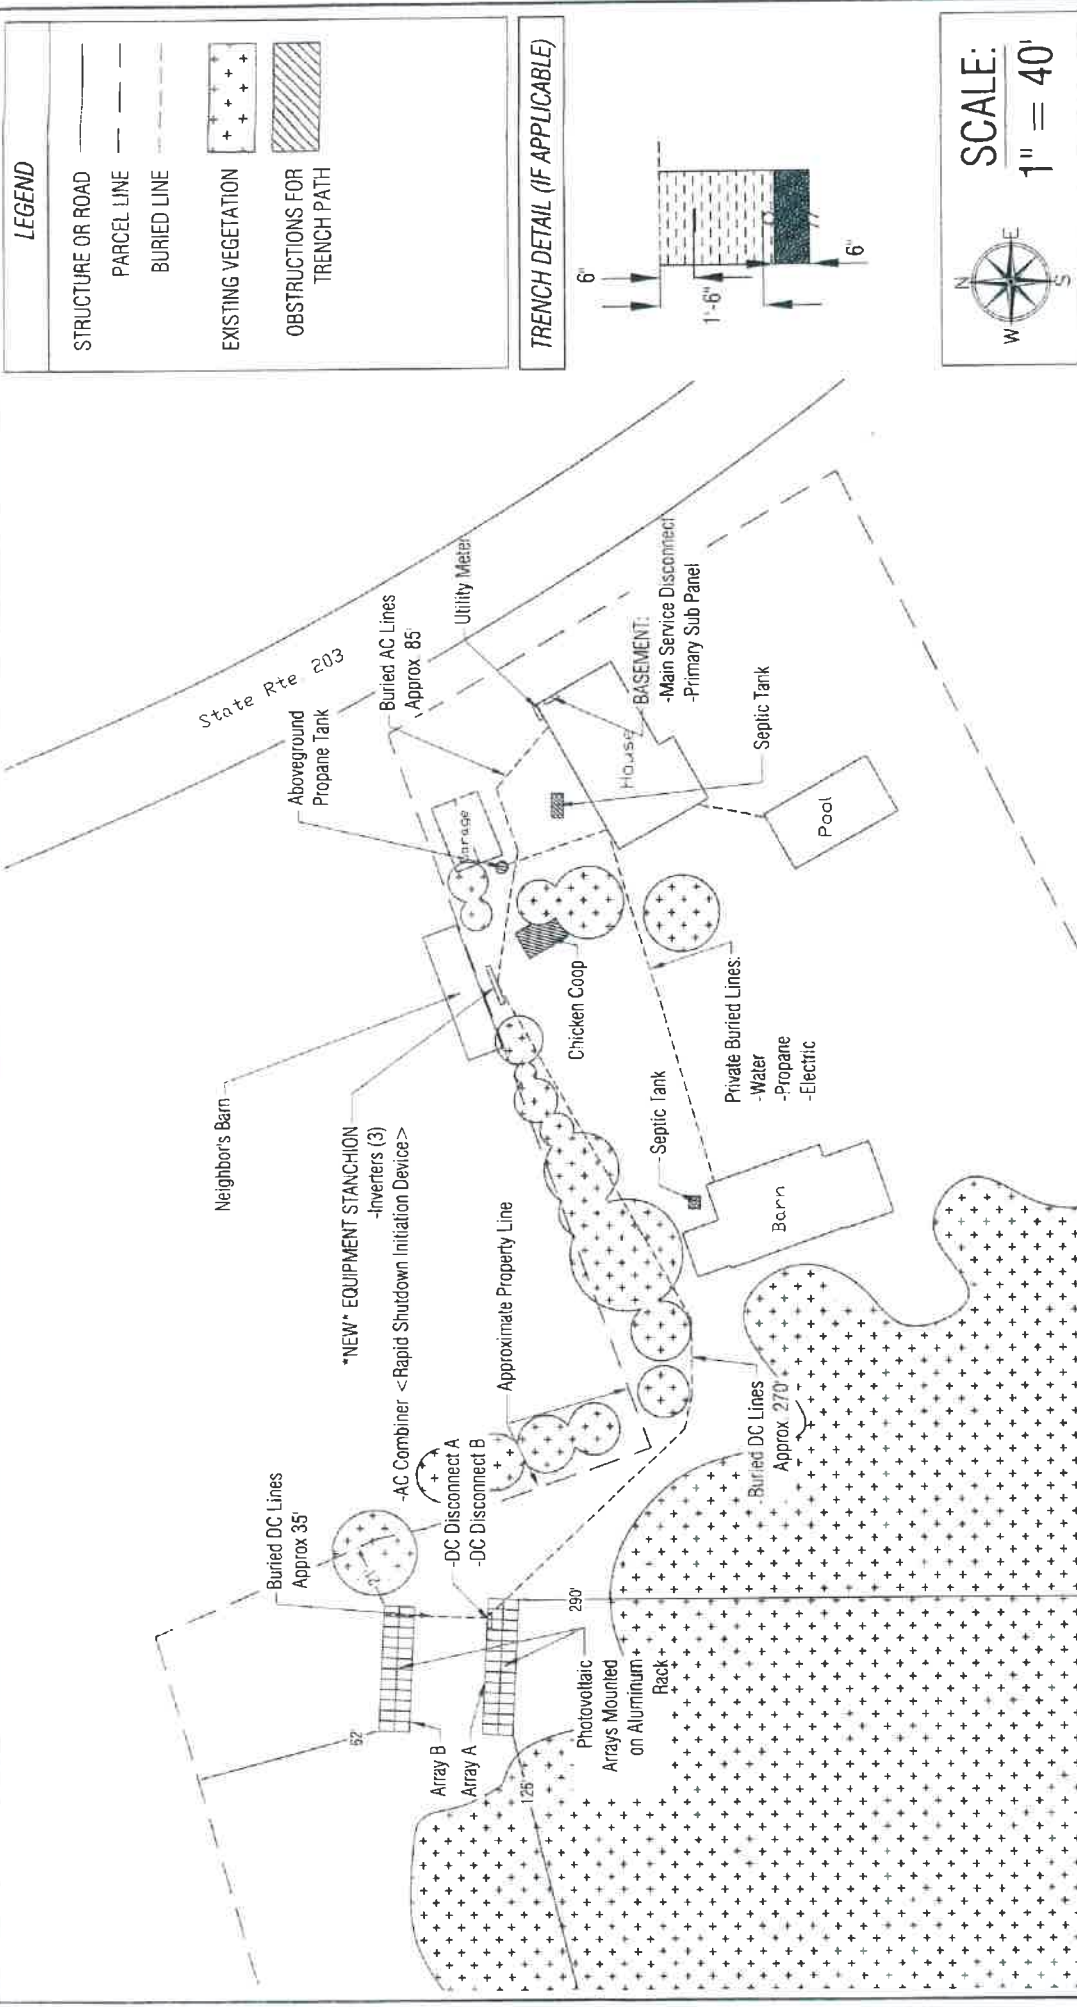 LEGEND
STRUCTURE OR ROAD
PARCEL LINE
BURIED LINE
EXISTING VEGETATION
OBSTRUCTIONS FOR
TRENCH PATH
TRENCH DETAIL (IF APPLICABLE)
6"
1'-6"
6"
N
W
E
S
SCALE:
1" = 40'
State Rte 203
Neighbor's Barn
*NEW* EQUIPMENT STANCHION
-Inverters (3)
-AC Combiner <Rapid Shutdown Initiation Device>
Aboveground
Propane Tank
Buried AC Lines
Approx 85'
Utility Meter
Garage
House
BASEMENT:
-Main Service Disconnect
-Primary Sub Panel
Septic Tank
Pool
Chicken Coop
Private Buried Lines:
-Water
-Propane
-Electric
Septic Tank
Barn
Approximate Property Line
Buried DC Lines
Approx 35'
-DC Disconnect A
-DC Disconnect B
-Buried DC Lines
Approx 270'
21'
62'
290'
Array B
Array A
126'
Photovoltaic
Arrays Mounted
on Aluminum
Rack